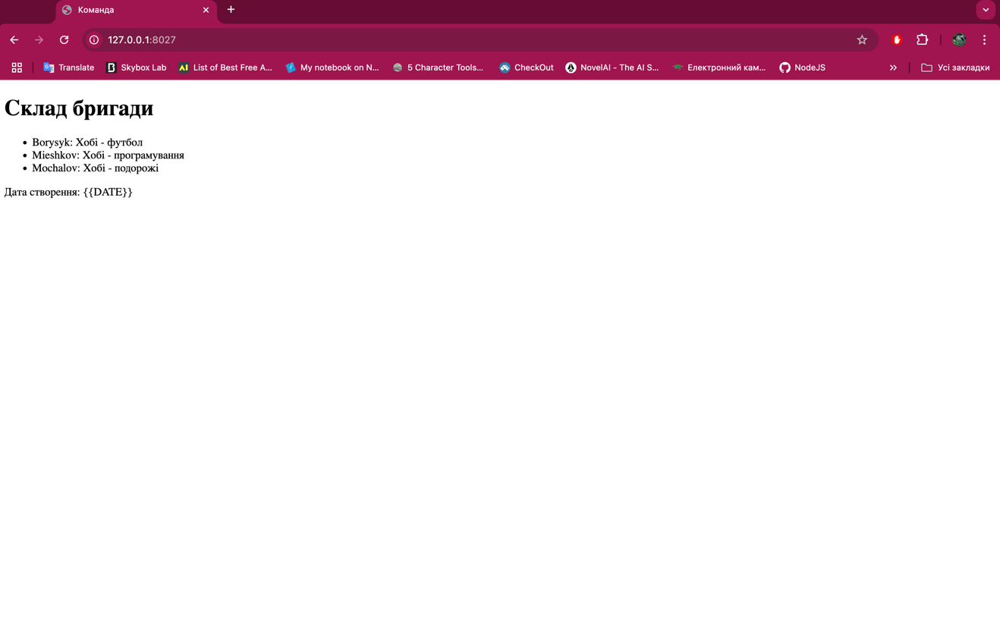 Команда
127.0.0.1:8027
Translate
Skybox Lab
List of Best Free A...
My notebook on N...
5 Character Tools...
CheckOut
NovelAI - The AI S...
Електронний кам...
NodeJS
Усі закладки
Склад бригади
Borysyk: Хобі - футбол
Mieshkov: Хобі - програмування
Mochalov: Хобі - подорожі
Дата створення: {{DATE}}